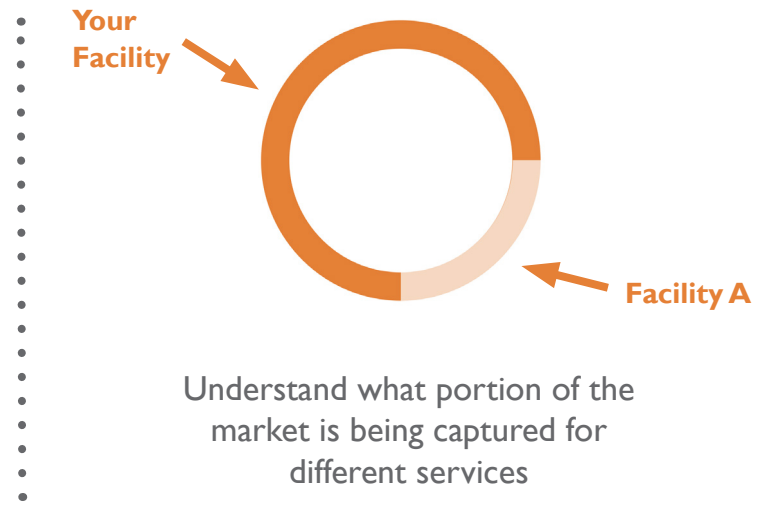 Your
Facility
Facility A
Understand what portion of the
market is being captured for
different services